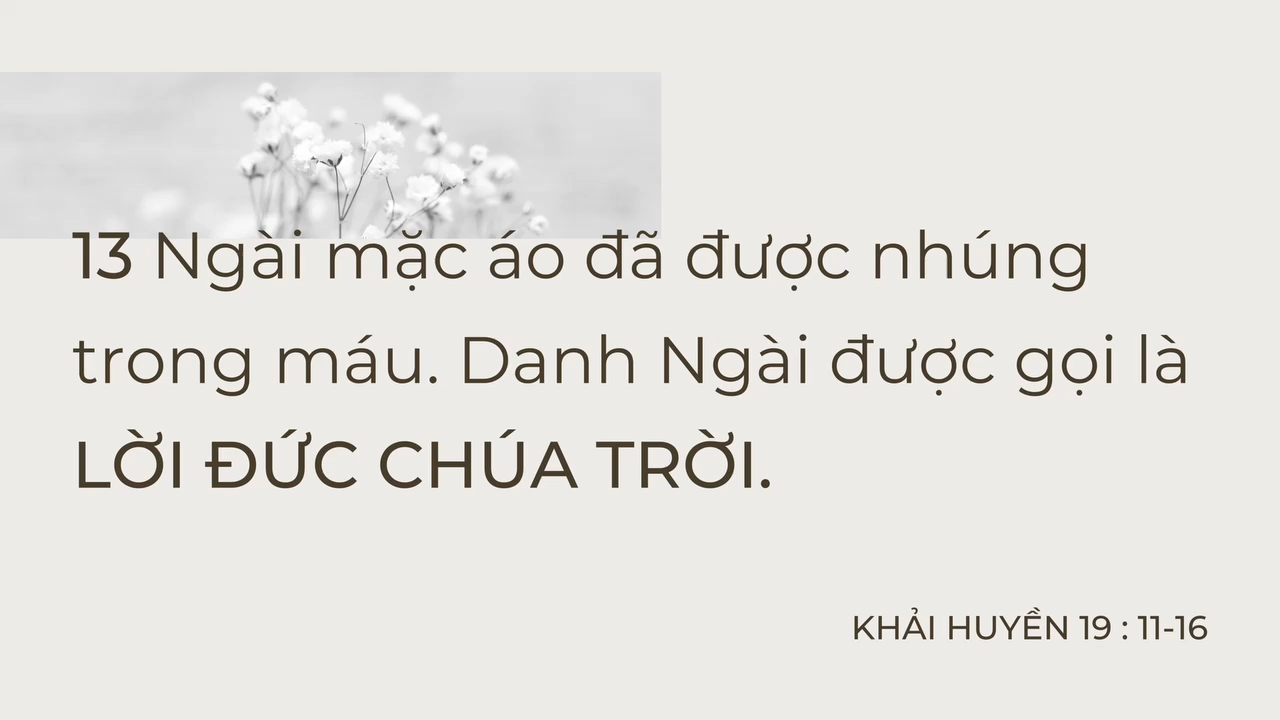 13 Ngài mặc áo đã được nhúng
trong máu. Danh Ngài được gọi là
LỜI ĐỨC CHÚA TRỜI.
KHẢI HUYỀN 19 : 11-16